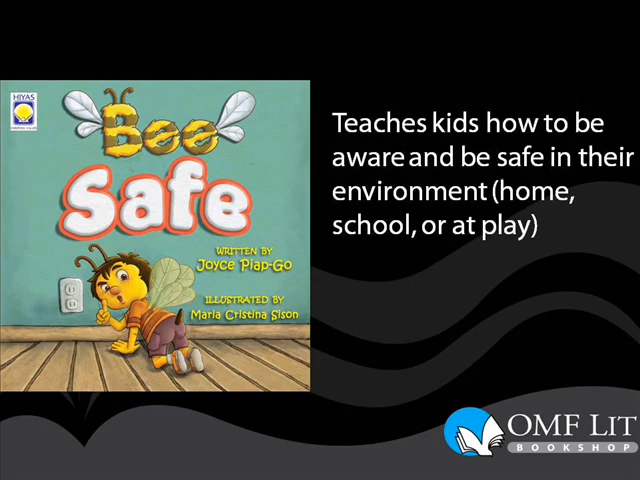 HIYAS
Bee
Safe
WRITTEN BY
Joyce Piap-Go
ILLUSTRATED BY
Maria Cristina Sison
Teaches kids how to be
aware and be safe in their
environment (home,
school, or at play)
OMF LIT
BOOKSHOP